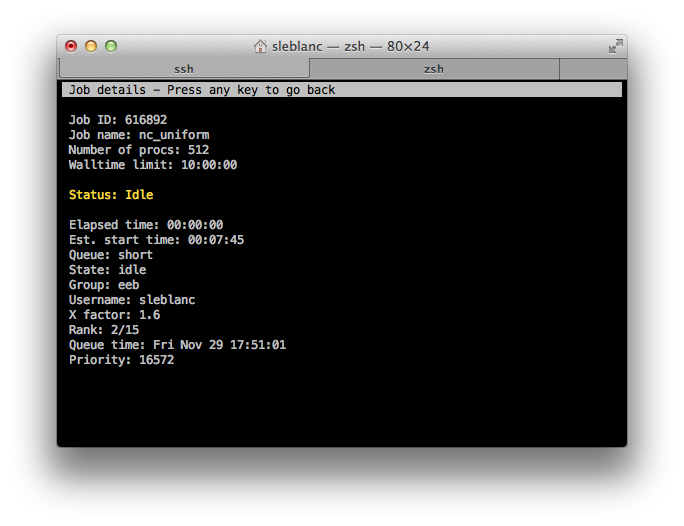 sleblanc — zsh — 80×24
ssh
zsh
Job details - Press any key to go back
Job ID: 616892
Job name: nc_uniform
Number of procs: 512
Walltime limit: 10:00:00
Status: Idle
Elapsed time: 00:00:00
Est. start time: 00:07:45
Queue: short
State: idle
Group: eeb
Username: sleblanc
X factor: 1.6
Rank: 2/15
Queue time: Fri Nov 29 17:51:01
Priority: 16572